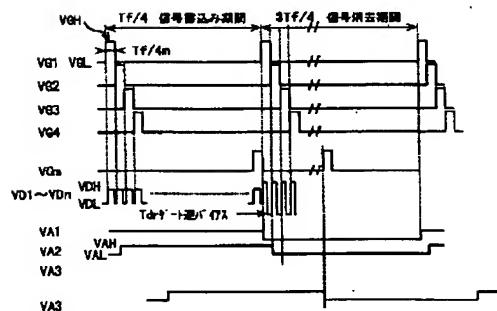 VGH
Tf/4 信号書込み期間
3Tf/4 信号消去期間
Tf/4m
VG1 VGL
VG2
VG3
VG4
VGm
VD1～VDn VDH
VDL
Tdrゲート逆バイアス
VA1
VA2 VAH
VAL
VA3
VA3